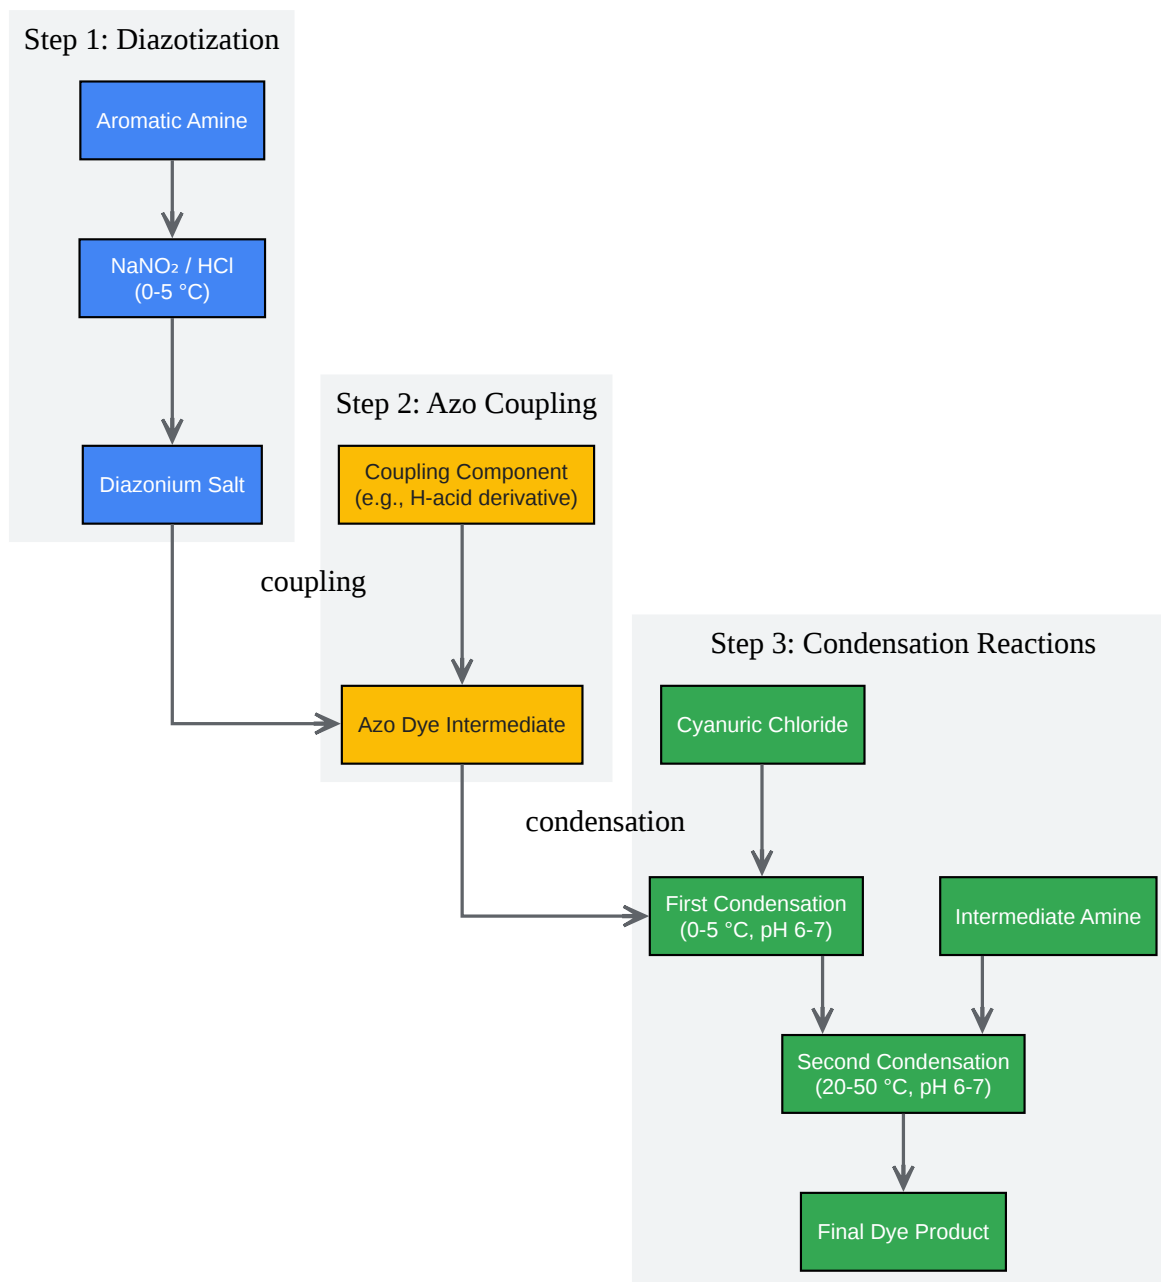 Step 1: Diazotization
Aromatic Amine
NaNO₂ / HCl
(0-5 °C)
Diazonium Salt
Step 2: Azo Coupling
Coupling Component
(e.g., H-acid derivative)
coupling
Azo Dye Intermediate
Step 3: Condensation Reactions
Cyanuric Chloride
condensation
First Condensation
(0-5 °C, pH 6-7)
Intermediate Amine
Second Condensation
(20-50 °C, pH 6-7)
Final Dye Product